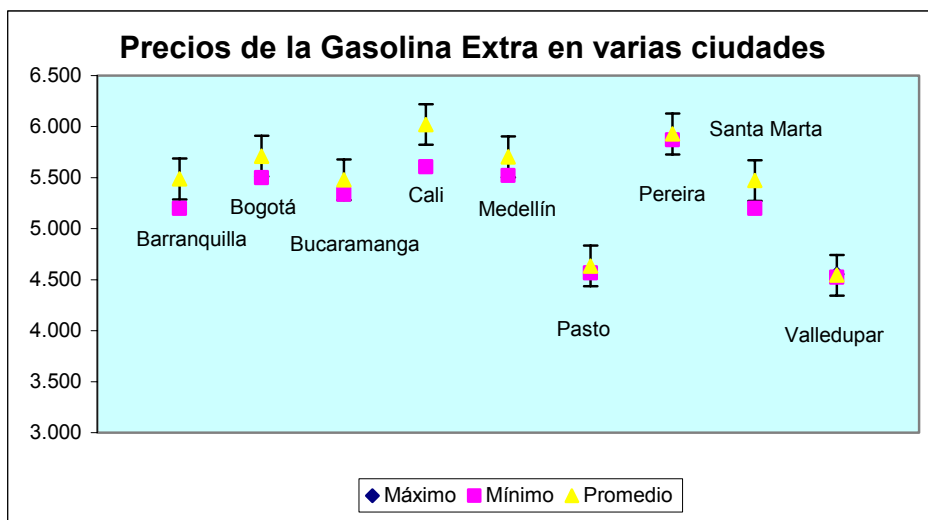 Precios de la Gasolina Extra en varias ciudades
6.500
6.000
5.500
5.000
4.500
4.000
3.500
3.000
Barranquilla
Bogotá
Bucaramanga
Cali
Medellín
Pasto
Pereira
Santa Marta
Valledupar
Máximo Mínimo Promedio